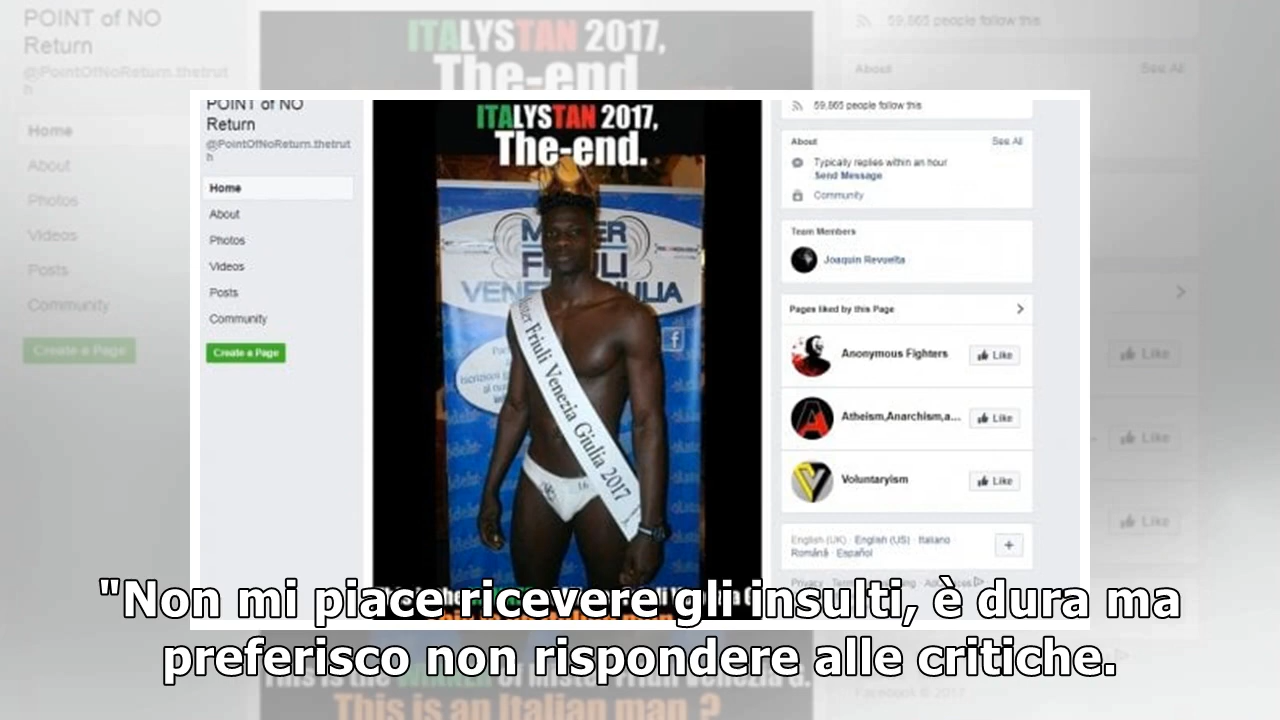 POINT of NO
Return
@PointOfNoReturn.thetrut
h
Home
About
Photos
Videos
Posts
Community
Create a Page
ITALYSTAN 2017,
The-end.
FRIULI
VENEZIA GIULIA
Mister Friuli Venezia Giulia 2017
59,865 people follow this
About
See All
Typically replies within an hour
Send Message
Community
Team Members
Joaquin Revuelta
Pages liked by this Page
Anonymous Fighters
Like
Atheism,Anarchism,a...
Like
Voluntaryism
Like
English (UK) · English (US) · Italiano ·
Română · Español
"Non mi piace ricevere gli insulti, è dura ma
preferisco non rispondere alle critiche.
This is an Italian man ?